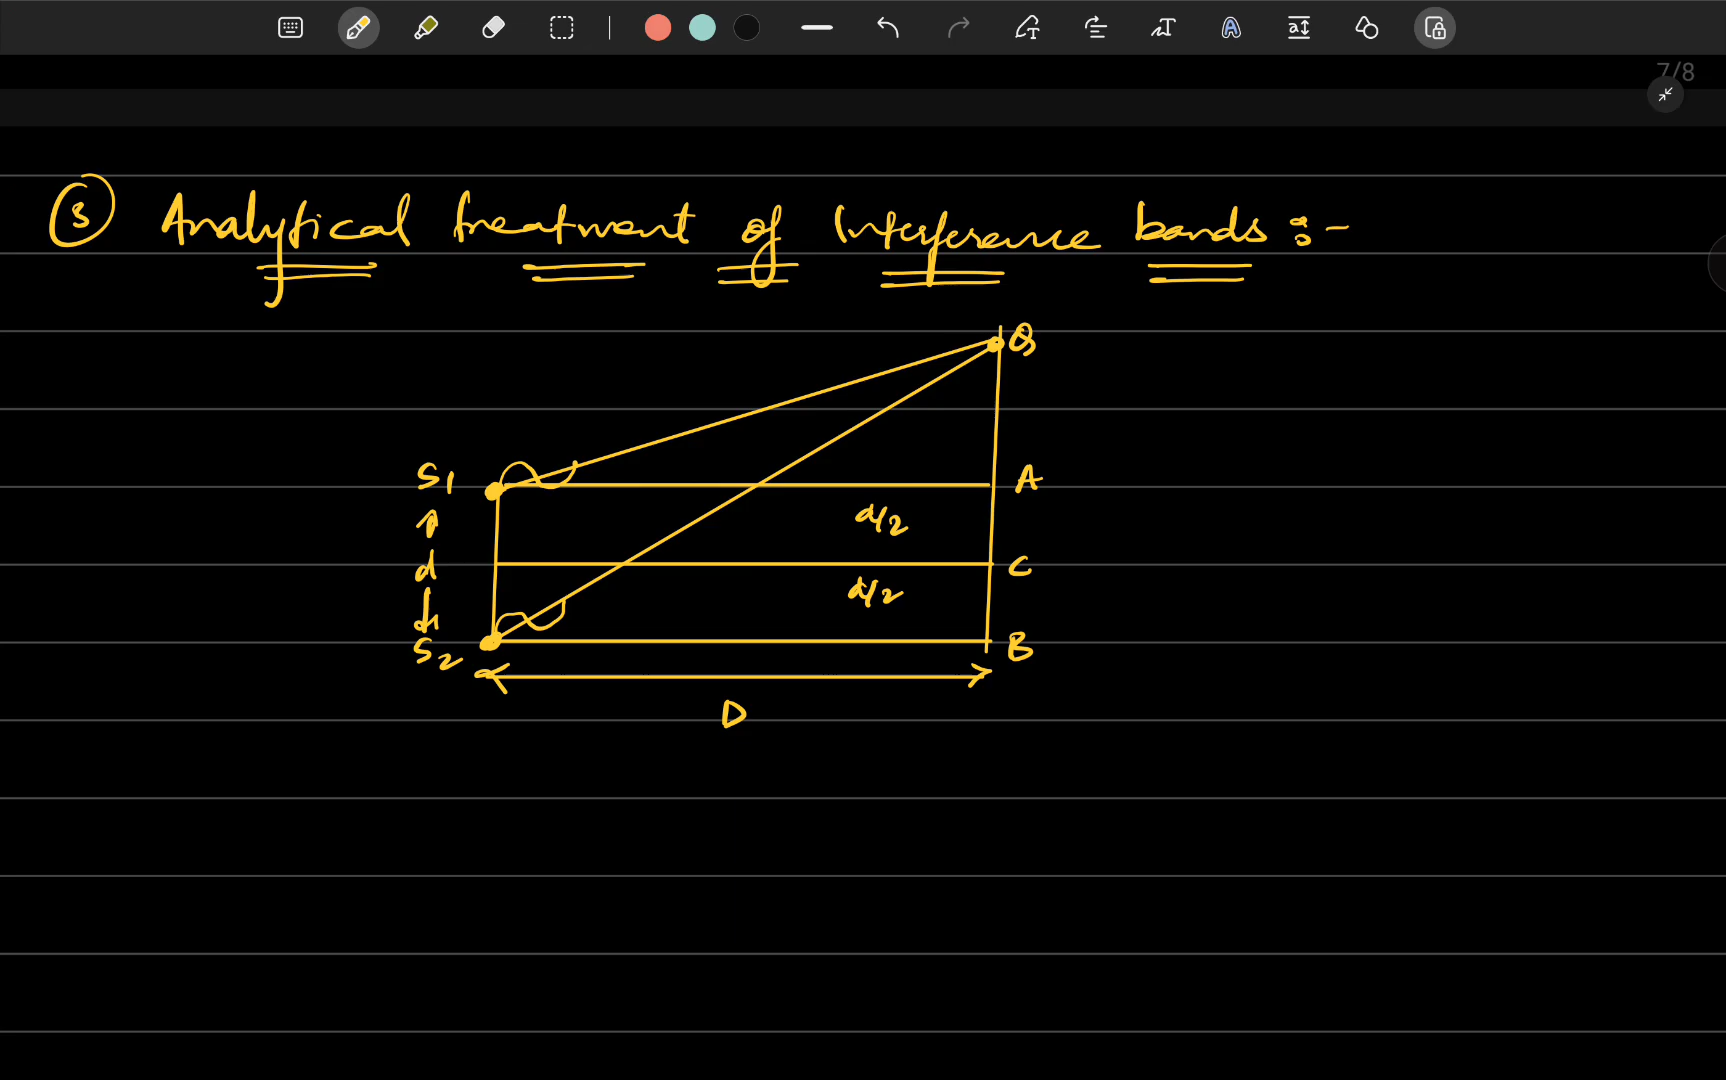 7/8
③ Analytical treatment of Interference bands :-
Q
S1
A
d/2
d
C
d/2
S2
B
D